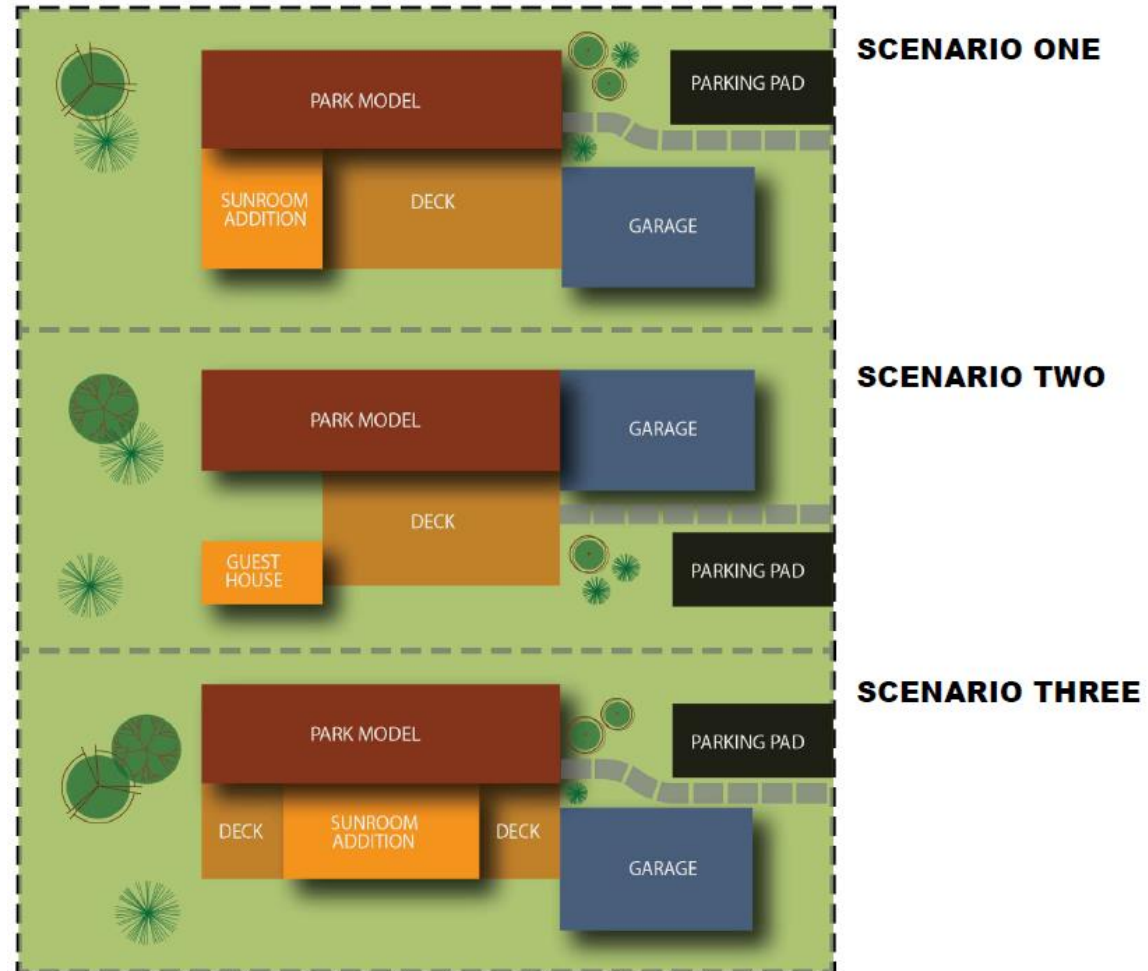 SCENARIO ONE
PARK MODEL
PARKING PAD
SUNROOM
ADDITION
DECK
GARAGE
SCENARIO TWO
PARK MODEL
GARAGE
DECK
GUEST
HOUSE
PARKING PAD
SCENARIO THREE
PARK MODEL
PARKING PAD
DECK
SUNROOM
ADDITION
DECK
GARAGE